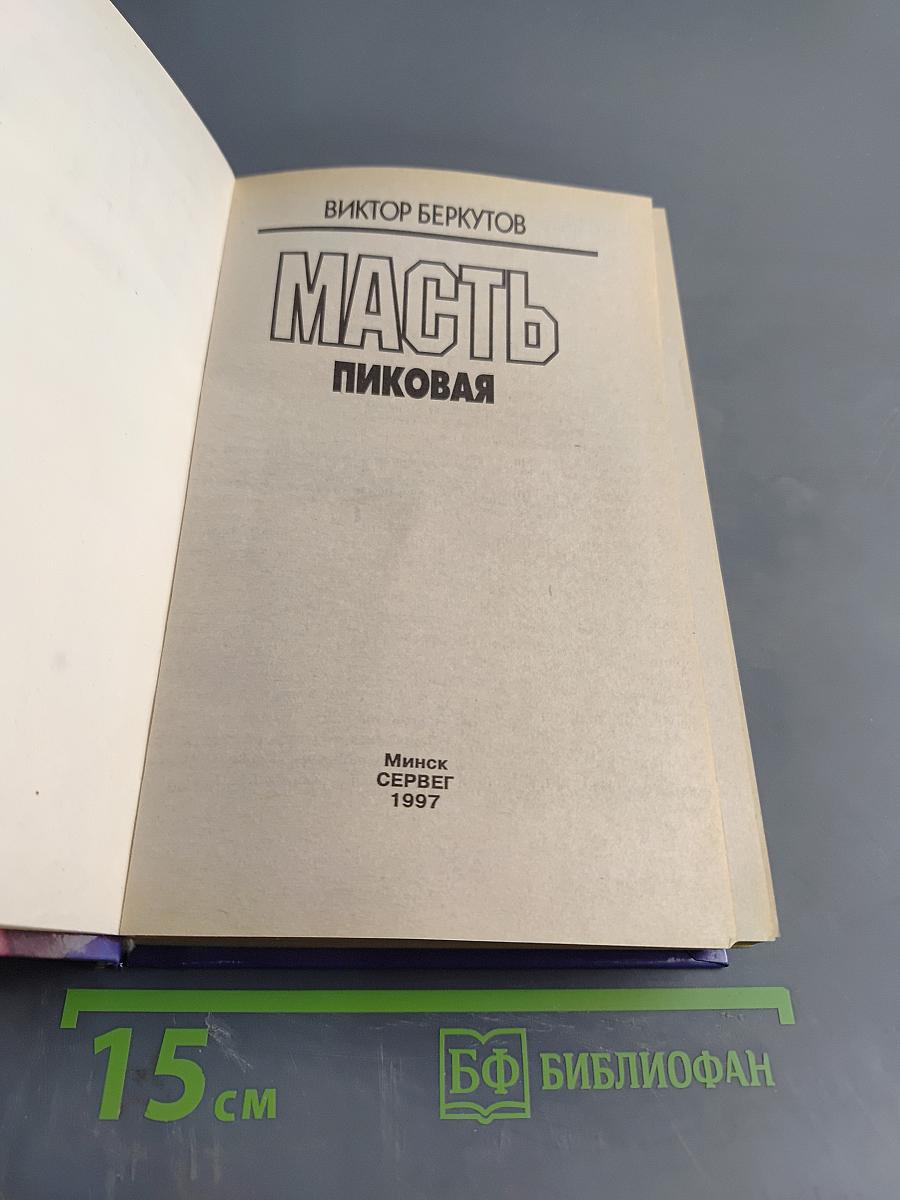 ВИКТОР БЕРКУТОВ
МАСТЬ
ПИКОВАЯ
Минск
СЕРВЕГ
1997
15 см
БФ БИБЛИОФАН